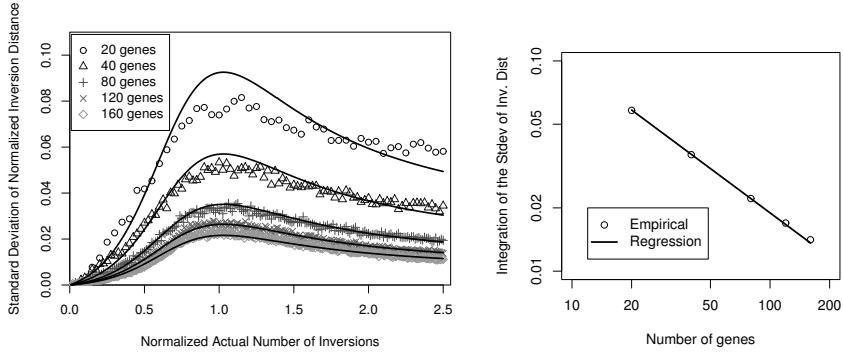 Standard Deviation of Normalized Inversion Distance
0.00 0.02 0.04 0.06 0.08 0.10
20 genes
40 genes
80 genes
120 genes
160 genes
0.0 0.5 1.0 1.5 2.0 2.5
Normalized Actual Number of Inversions
Integration of the Stdev of Inv. Dist
0.01 0.02 0.05 0.10
Empirical
Regression
10 20 50 100 200
Number of genes